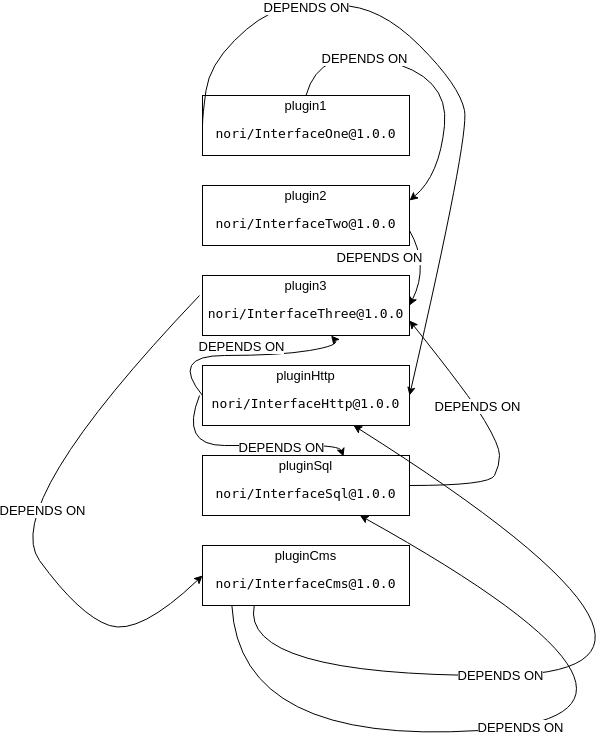 DEPENDS ON
DEPENDS ON
plugin1
nori/InterfaceOne@1.0.0
plugin2
nori/InterfaceTwo@1.0.0
DEPENDS ON
plugin3
nori/InterfaceThree@1.0.0
DEPENDS ON
pluginHttp
nori/InterfaceHttp@1.0.0
DEPENDS ON
DEPENDS ON
pluginSql
nori/InterfaceSql@1.0.0
DEPENDS ON
pluginCms
nori/InterfaceCms@1.0.0
DEPENDS ON
DEPENDS ON